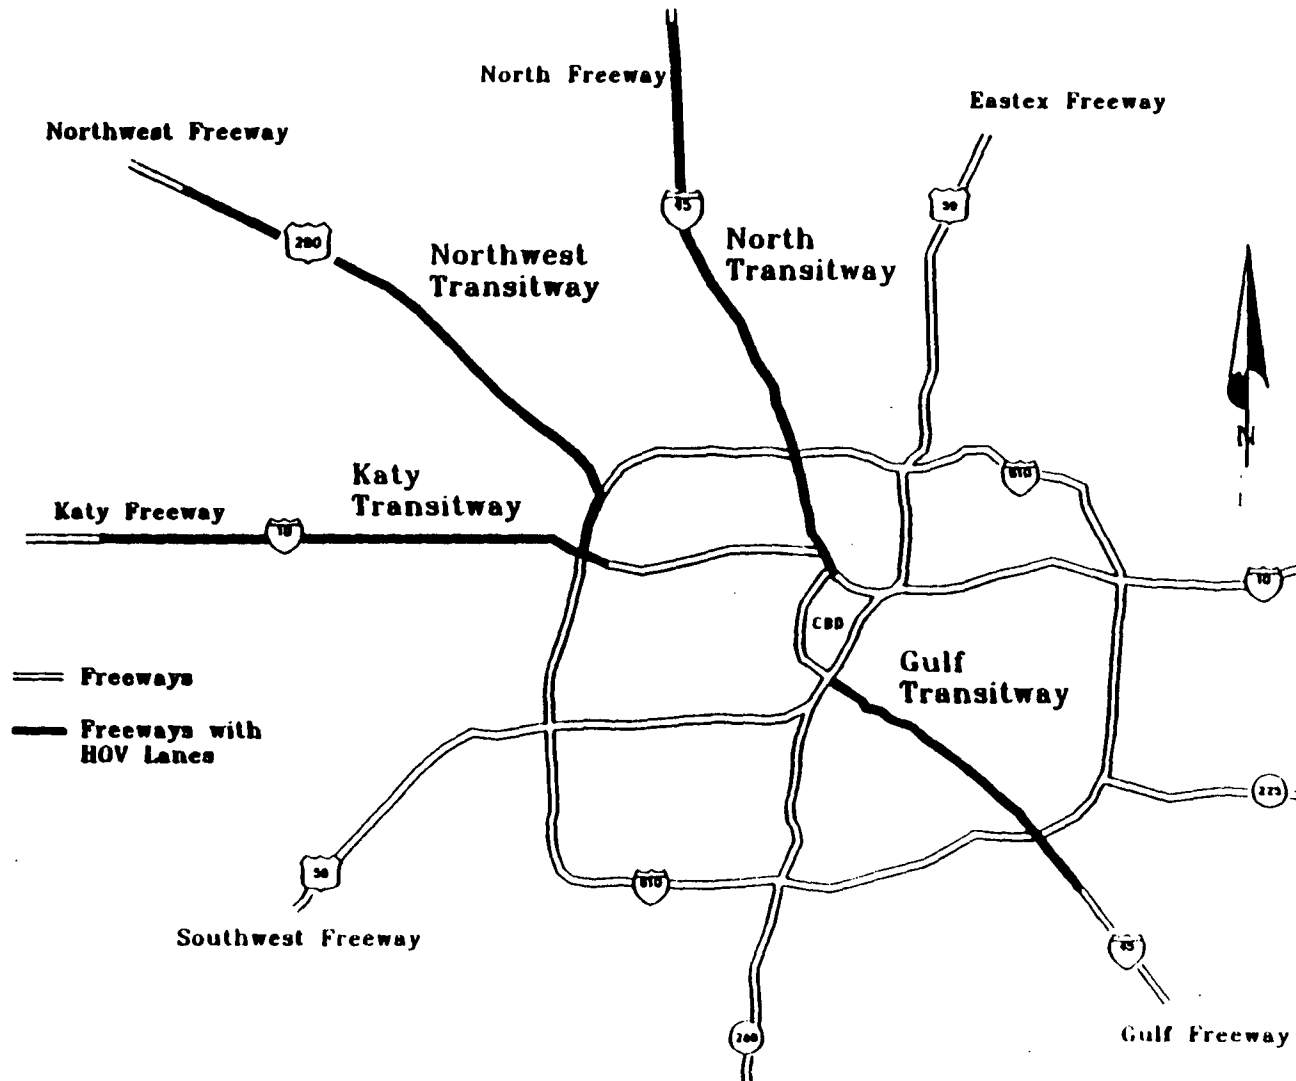 North Freeway
Eastex Freeway
Northwest Freeway
45
59
290
North
Transitway
Northwest
Transitway
N
Katy
Transitway
610
Katy Freeway
10
10
CBD
Gulf
Transitway
Freeways
Freeways with
HOV Lanes
225
59
610
Southwest Freeway
45
288
Gulf Freeway